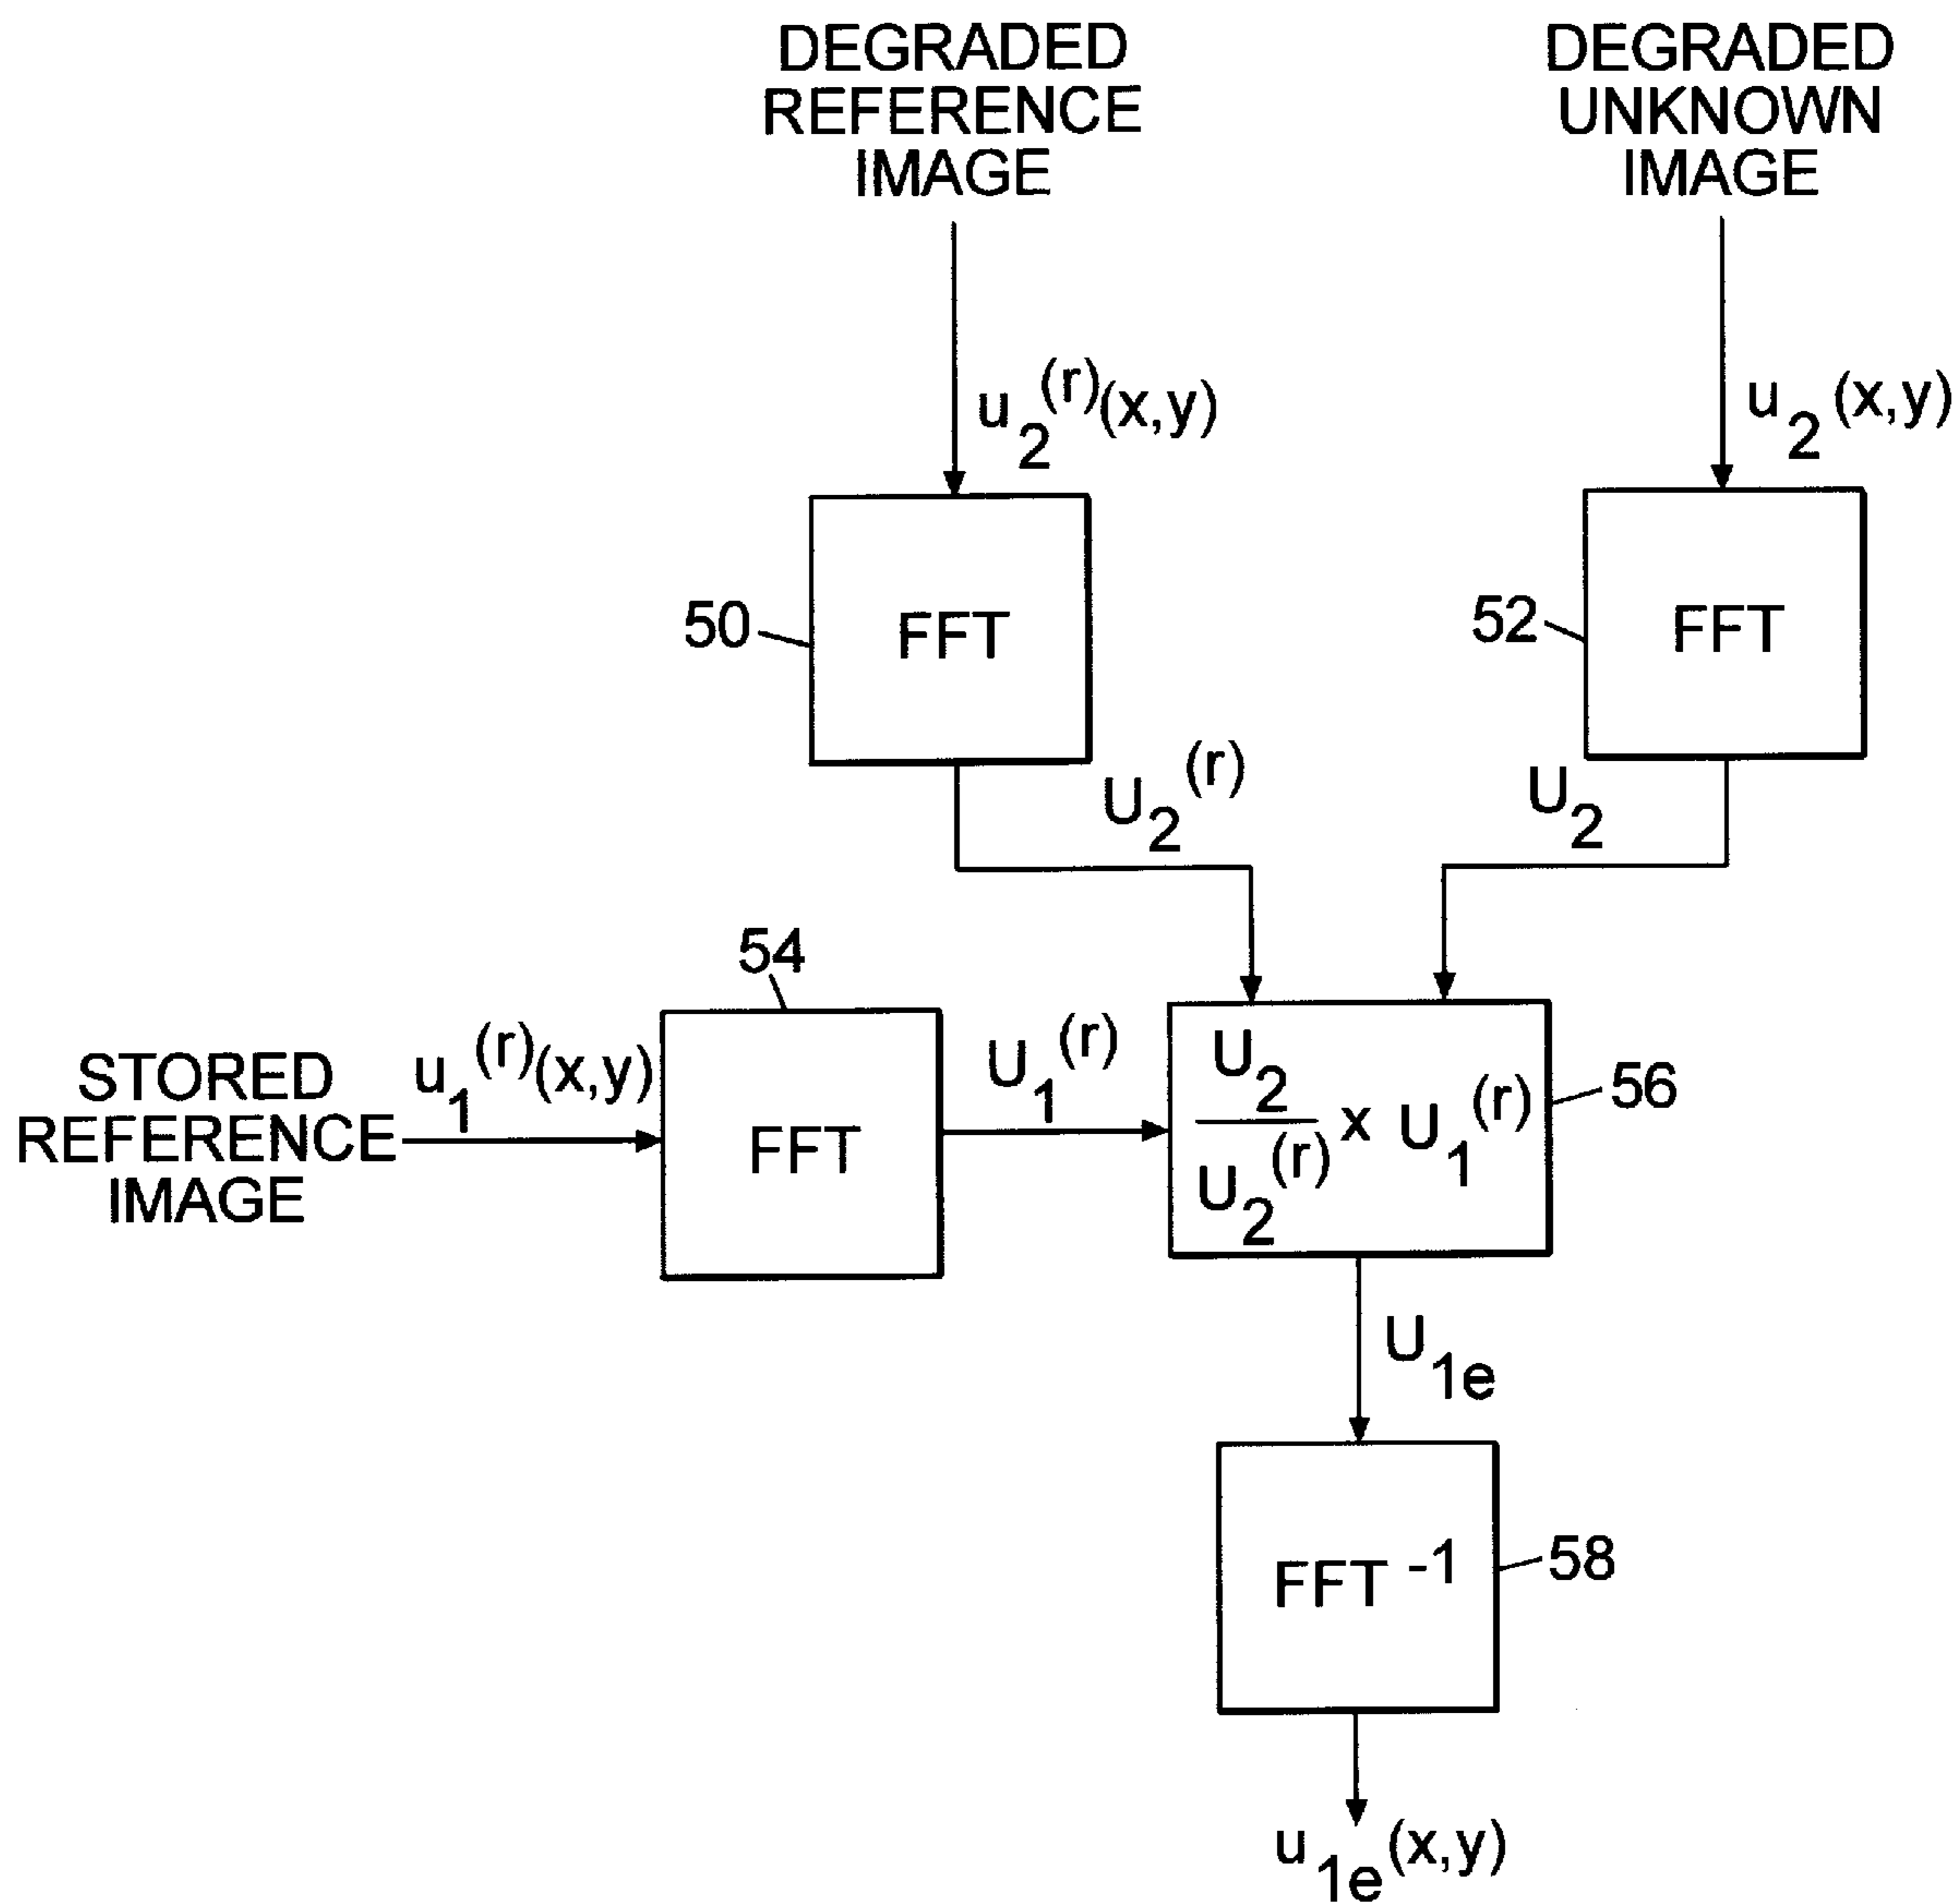 DEGRADED
REFERENCE
IMAGE
DEGRADED
UNKNOWN
IMAGE
u₂⁽ʳ⁾(x,y)
u₂(x,y)
50
FFT
52
FFT
U₂⁽ʳ⁾
U₂
54
STORED
REFERENCE
IMAGE
u₁⁽ʳ⁾(x,y)
FFT
U₁⁽ʳ⁾
U₂
U₂⁽ʳ⁾
x U₁⁽ʳ⁾
56
U₁ₑ
FFT⁻¹
58
u₁ₑ(x,y)